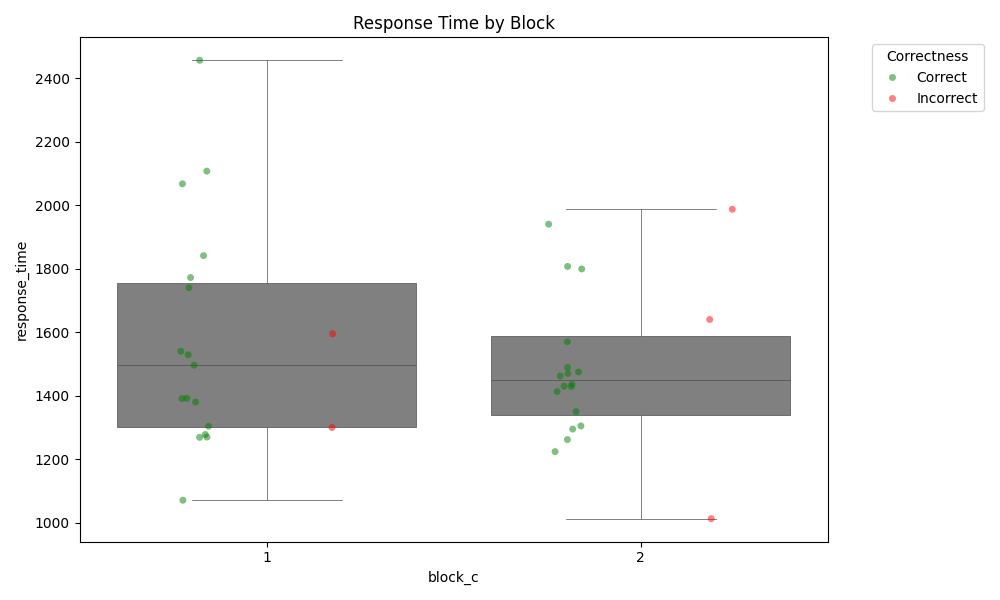 Response Time by Block
Correctness
Correct
Incorrect
response_time
2400
2200
2000
1800
1600
1400
1200
1000
1
2
block_c